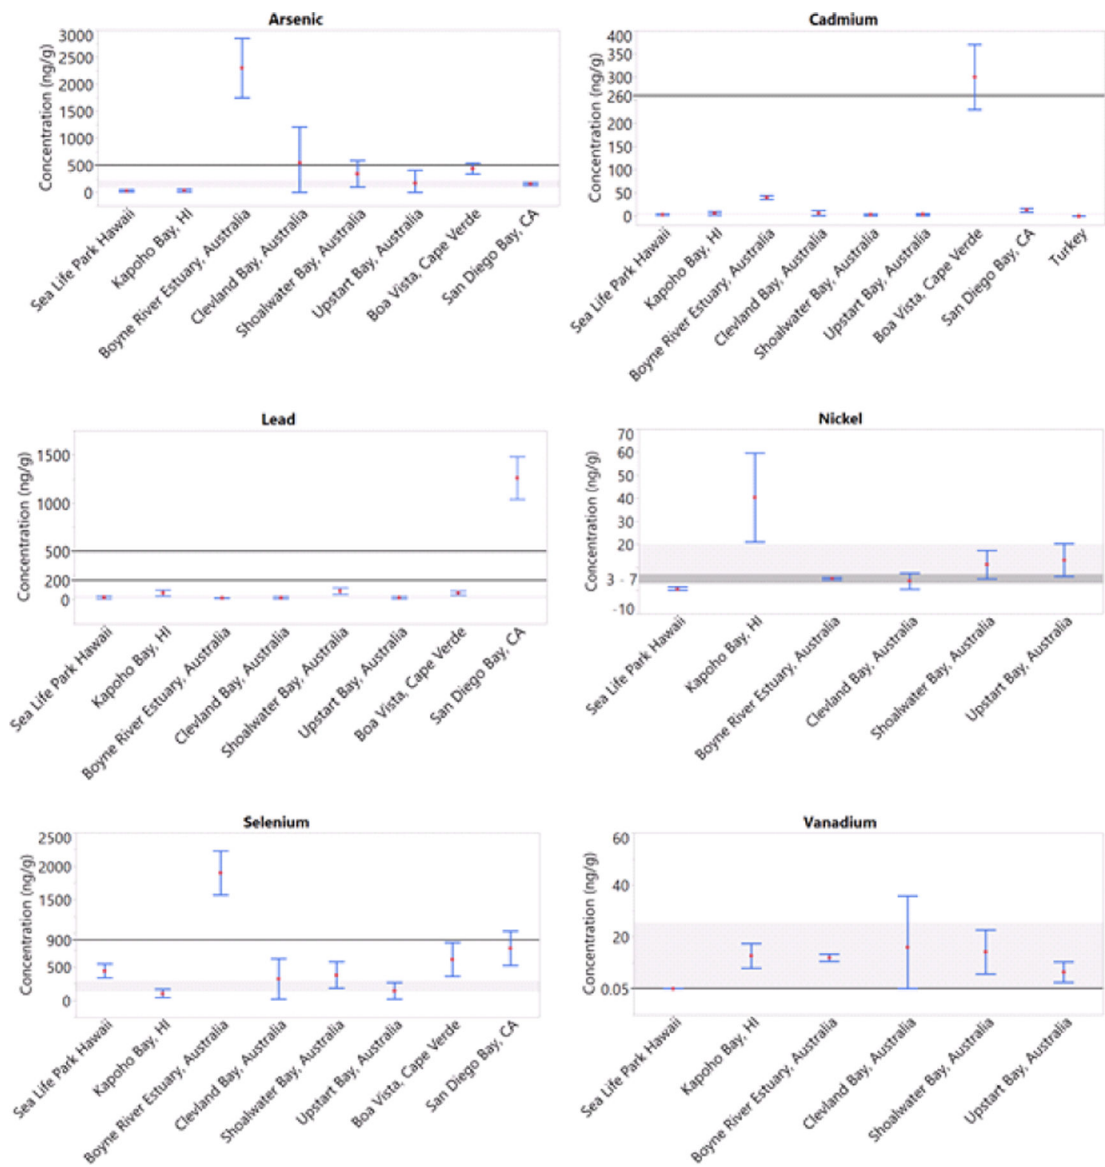 Arsenic
Concentration (ng/g)
3000
2500
2000
1500
1000
500
0
Sea Life Park Hawaii
Kapoho Bay, HI
Boyne River Estuary, Australia
Clevland Bay, Australia
Shoalwater Bay, Australia
Upstart Bay, Australia
Boa Vista, Cape Verde
San Diego Bay, CA
Cadmium
Concentration (ng/g)
400
350
300
260
200
150
100
50
0
Sea Life Park Hawaii
Kapoho Bay, HI
Boyne River Estuary, Australia
Clevland Bay, Australia
Shoalwater Bay, Australia
Upstart Bay, Australia
Boa Vista, Cape Verde
San Diego Bay, CA
Turkey
Lead
Concentration (ng/g)
1500
1000
500
200
0
Sea Life Park Hawaii
Kapoho Bay, HI
Boyne River Estuary, Australia
Clevland Bay, Australia
Shoalwater Bay, Australia
Upstart Bay, Australia
Boa Vista, Cape Verde
San Diego Bay, CA
Nickel
Concentration (ng/g)
70
60
50
40
30
20
3 - 7
-10
Sea Life Park Hawaii
Kapoho Bay, HI
Boyne River Estuary, Australia
Clevland Bay, Australia
Shoalwater Bay, Australia
Upstart Bay, Australia
Selenium
Concentration (ng/g)
2500
2000
1500
900
500
0
Sea Life Park Hawaii
Kapoho Bay, HI
Boyne River Estuary, Australia
Clevland Bay, Australia
Shoalwater Bay, Australia
Upstart Bay, Australia
Boa Vista, Cape Verde
San Diego Bay, CA
Vanadium
Concentration (ng/g)
60
40
20
0.05
Sea Life Park Hawaii
Kapoho Bay, HI
Boyne River Estuary, Australia
Clevland Bay, Australia
Shoalwater Bay, Australia
Upstart Bay, Australia